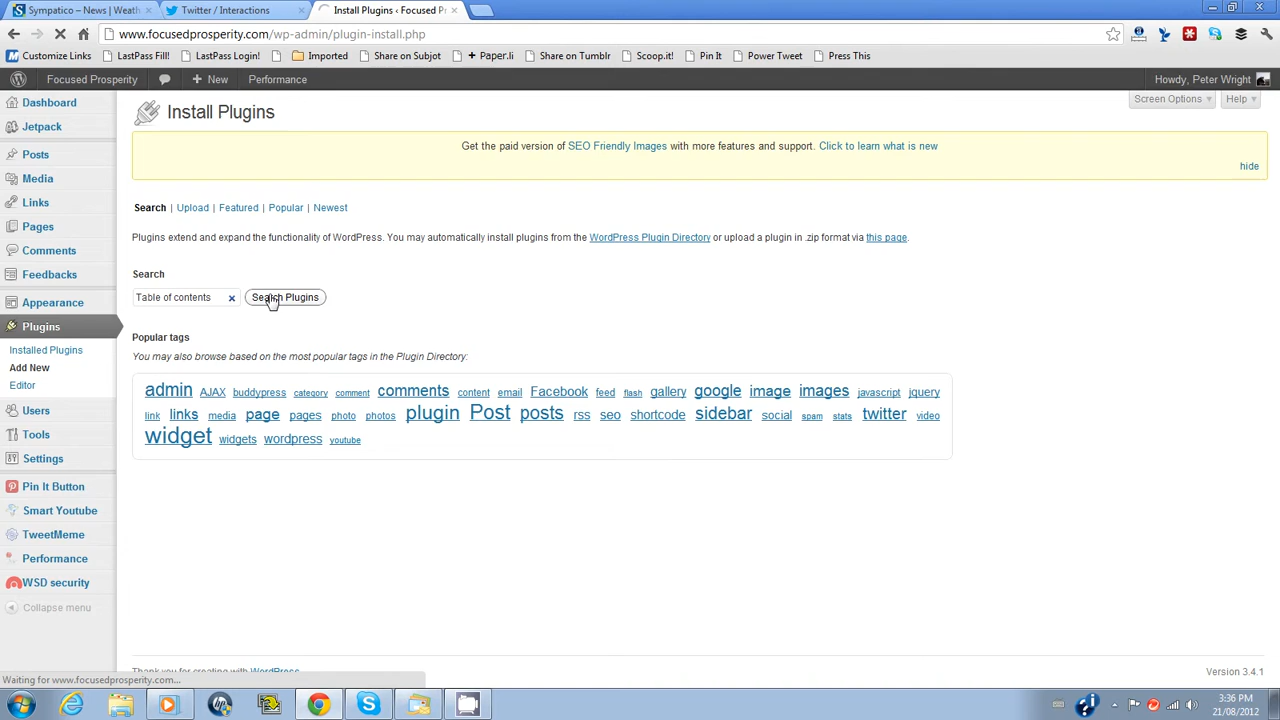 Sympatico – News | Weath
Twitter / Interactions
Install Plugins ‹ Focused Pr
www.focusedprosperity.com/wp-admin/plugin-install.php
Customize Links
LastPass Fill!
LastPass Login!
Imported
Share on Subjot
+ Paper.li
Share on Tumblr
Scoop.it!
Pin It
Power Tweet
Press This
Focused Prosperity
+ New
Performance
Howdy, Peter Wright
Dashboard
Jetpack
Posts
Media
Links
Pages
Comments
Feedbacks
Appearance
Plugins
Installed Plugins
Add New
Editor
Users
Tools
Settings
Pin It Button
Smart Youtube
TweetMeme
Performance
WSD security
Collapse menu
Screen Options
Help
Install Plugins
Get the paid version of SEO Friendly Images with more features and support. Click to learn what is new
hide
Search | Upload | Featured | Popular | Newest
Plugins extend and expand the functionality of WordPress. You may automatically install plugins from the WordPress Plugin Directory or upload a plugin in .zip format via this page.
Search
Table of contents × Search Plugins
Popular tags
You may also browse based on the most popular tags in the Plugin Directory:
admin AJAX buddypress category comment comments content email Facebook feed flash gallery google image images javascript jquery
link links media page pages photo photos plugin Post posts rss seo shortcode sidebar social spam stats twitter video
widget widgets wordpress youtube
Thank you for creating with WordPress.
Version 3.4.1
Waiting for www.focusedprosperity.com...
3:36 PM
21/08/2012